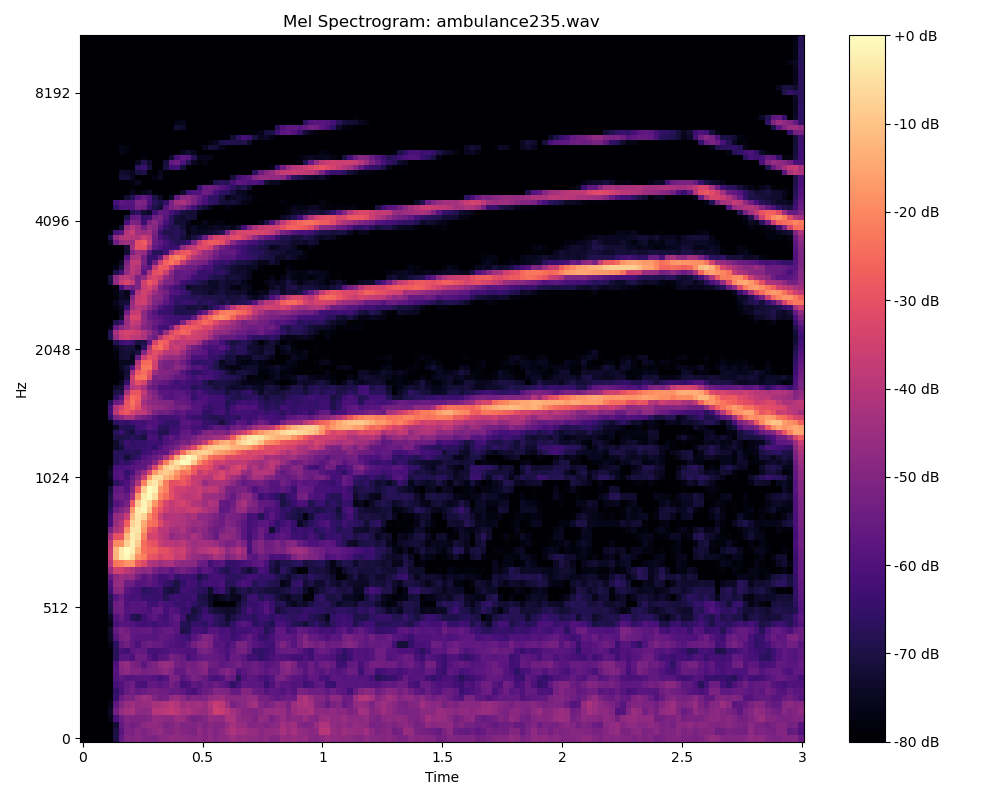 Mel Spectrogram: ambulance235.wav
8192
4096
2048
1024
512
0
Hz
0
0.5
1
1.5
2
2.5
3
Time
+0 dB
-10 dB
-20 dB
-30 dB
-40 dB
-50 dB
-60 dB
-70 dB
-80 dB